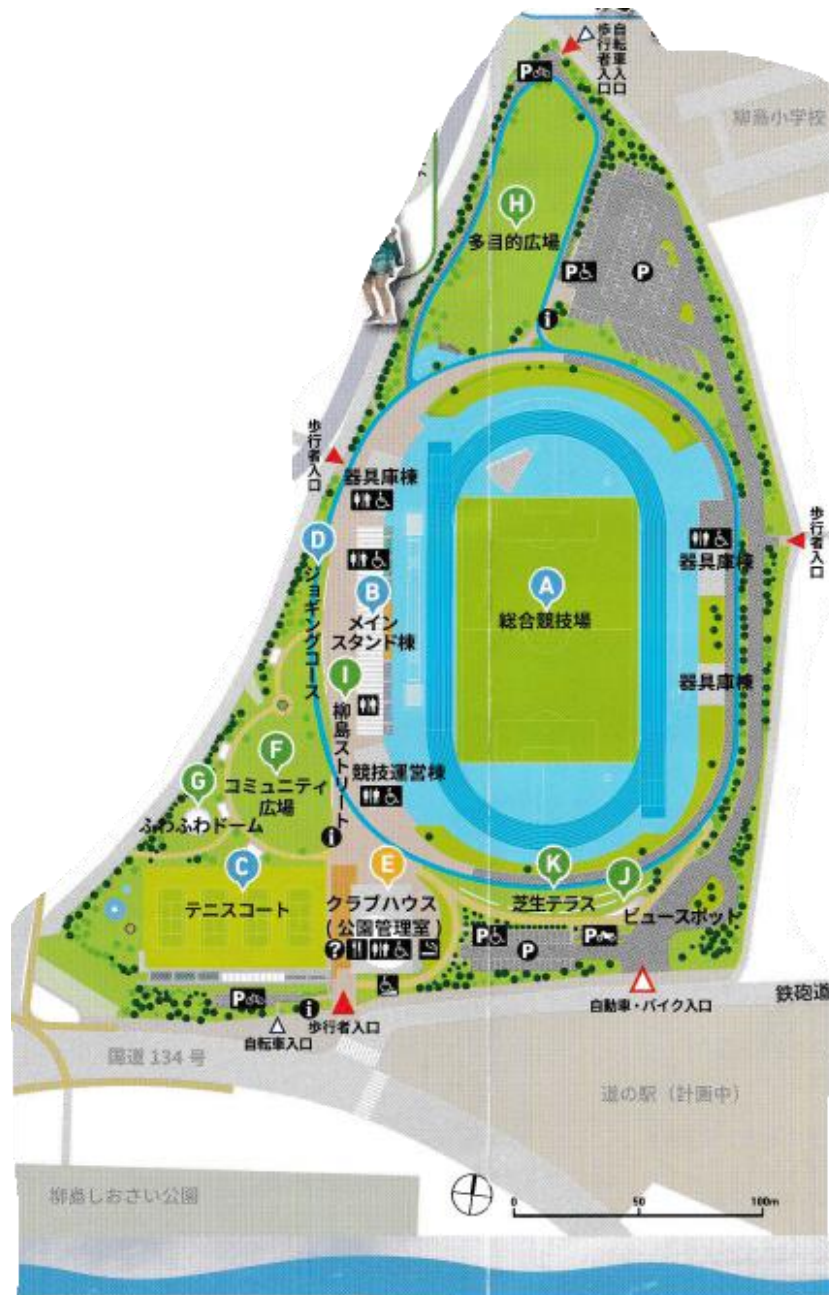 自転車入口
歩行者入口
柳島小学校
H
多目的広場
P
P
i
歩行者入口
器具庫棟
D
ジョギングコース
B
メイン
スタンド棟
A
総合競技場
器具庫棟
歩行者入口
器具庫棟
I
柳島ストリート
F
コミュニティ
広場
G
ふわふわドーム
競技運営棟
i
C
テニスコート
E
クラブハウス
(公園管理室)
?
K
芝生テラス
J
ビュースポット
P
P
P
i
自転車入口
歩行者入口
自動車・バイク入口
鉄砲道
国道 134 号
道の駅（計画中）
柳島しおさい公園
0 50 100m